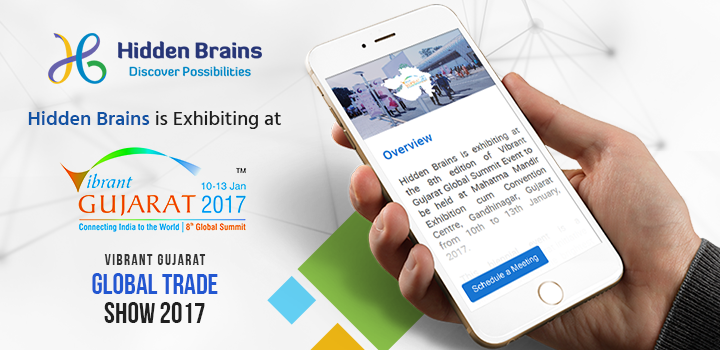 Hidden Brains
Discover Possibilities
Hidden Brains is Exhibiting at
Vibrant
TM
10-13 Jan
GUJARAT 2017
Connecting India to the World | 8th Global Summit
VIBRANT GUJARAT
GLOBAL TRADE
SHOW 2017
Overview
Hidden Brains is exhibiting at
the 8th edition of Vibrant
Gujarat Global Summit Event to
be held at Mahatma Mandir
Exhibition cum Convention
Centre, Gandhinagar, Gujarat
from 10th to 13th January,
2017.
Schedule a Meeting